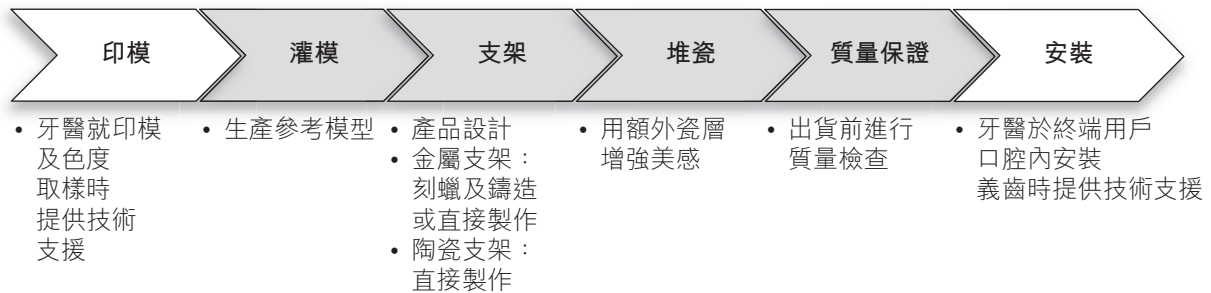 印模
灌模
支架
堆瓷
質量保證
安裝
• 牙醫就印模
及色度
取樣時
提供技術
支援
• 生產參考模型
• 產品設計
• 金屬支架：
刻蠟及鑄造
或直接製作
• 陶瓷支架：
直接製作
• 用額外瓷層
增強美感
• 出貨前進行
質量檢查
• 牙醫於終端用戶
口腔內安裝
義齒時提供技術支援